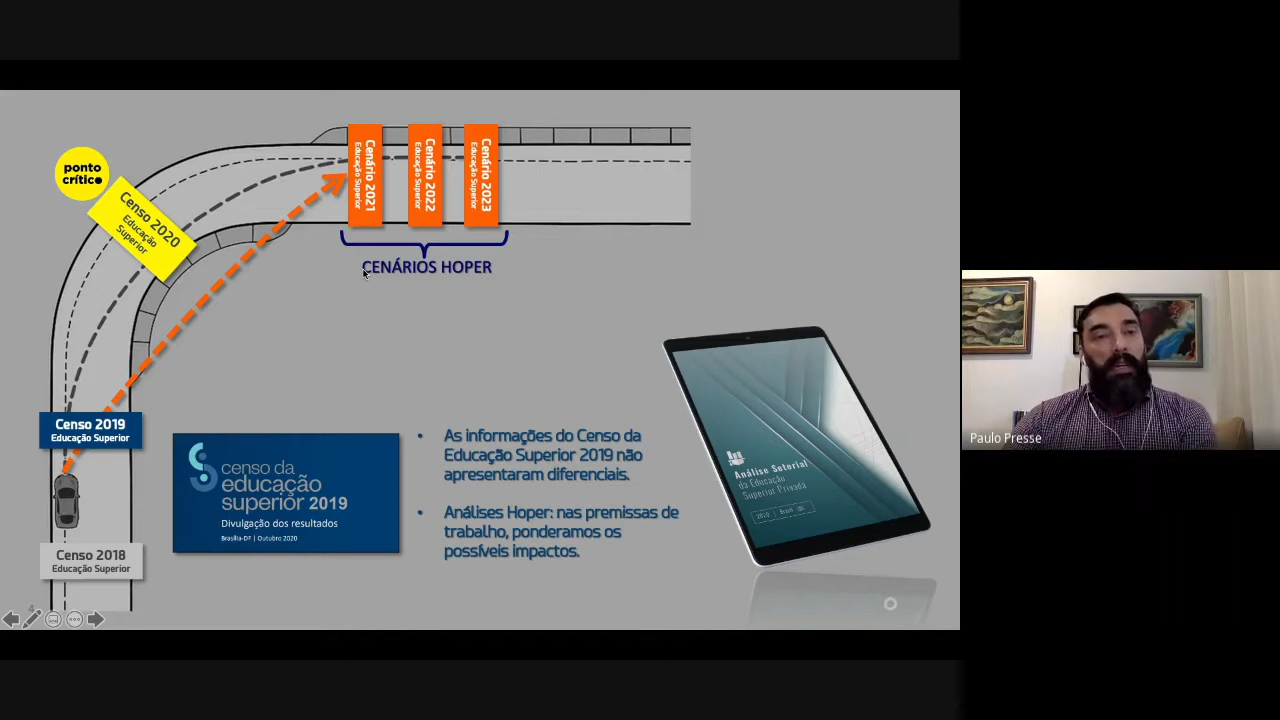 ponto
crítico
Censo 2020
Educação
Superior
Cenário 2021
Educação Superior
Cenário 2022
Educação Superior
Cenário 2023
Educação Superior
CENÁRIOS HOPER
Censo 2019
Educação Superior
Censo 2018
Educação Superior
censo da
educação
superior 2019
Divulgação dos resultados
Brasília-DF | Outubro 2020
• As informações do Censo da
Educação Superior 2019 não
apresentaram diferenciais.
• Análises Hoper: nas premissas de
trabalho, ponderamos os
possíveis impactos.
Análise Setorial
da Educação
Superior Privada
2020 | Brasil
4
Paulo Presse